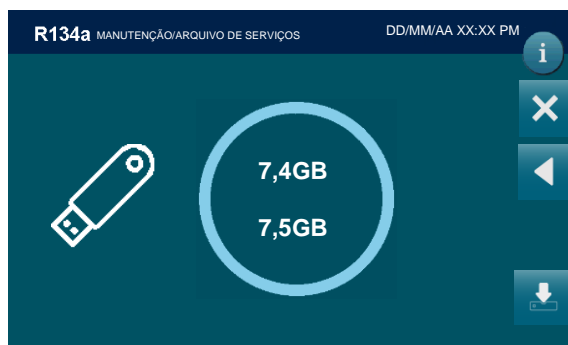 R134a MANUTENÇÃO/ARQUIVO DE SERVIÇOS DD/MM/AA XX:XX PM
i
7,4GB
7,5GB